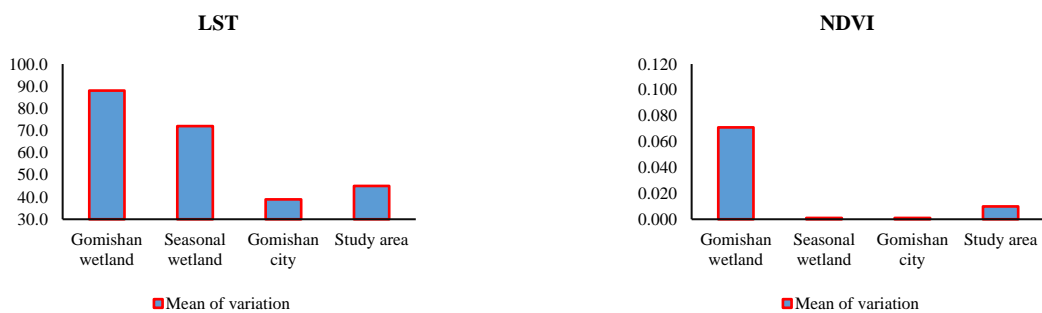 LST
100.0
90.0
80.0
70.0
60.0
50.0
40.0
30.0
Gomishan
wetland
Seasonal
wetland
Gomishan
city
Study area
Mean of variation
NDVI
0.120
0.100
0.080
0.060
0.040
0.020
0.000
Gomishan
wetland
Seasonal
wetland
Gomishan
city
Study area
Mean of variation